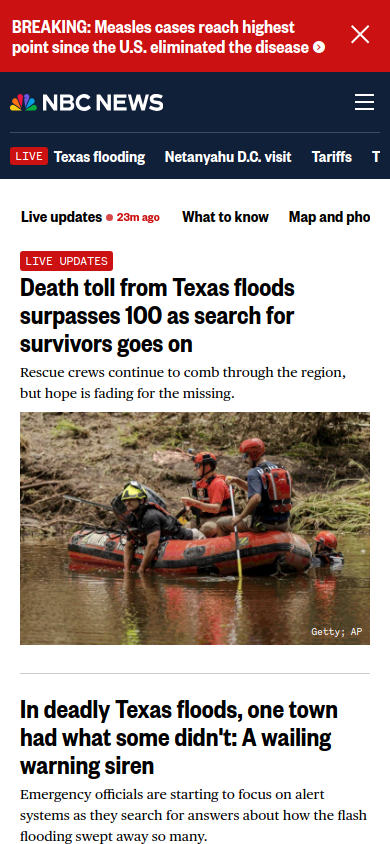 BREAKING: Measles cases reach highest
point since the U.S. eliminated the disease
NBC NEWS
LIVE Texas flooding Netanyahu D.C. visit Tariffs T
Live updates 23m ago What to know Map and pho
LIVE UPDATES
Death toll from Texas floods
surpasses 100 as search for
survivors goes on
Rescue crews continue to comb through the region,
but hope is fading for the missing.
Getty; AP
In deadly Texas floods, one town
had what some didn't: A wailing
warning siren
Emergency officials are starting to focus on alert
systems as they search for answers about how the flash
flooding swept away so many.